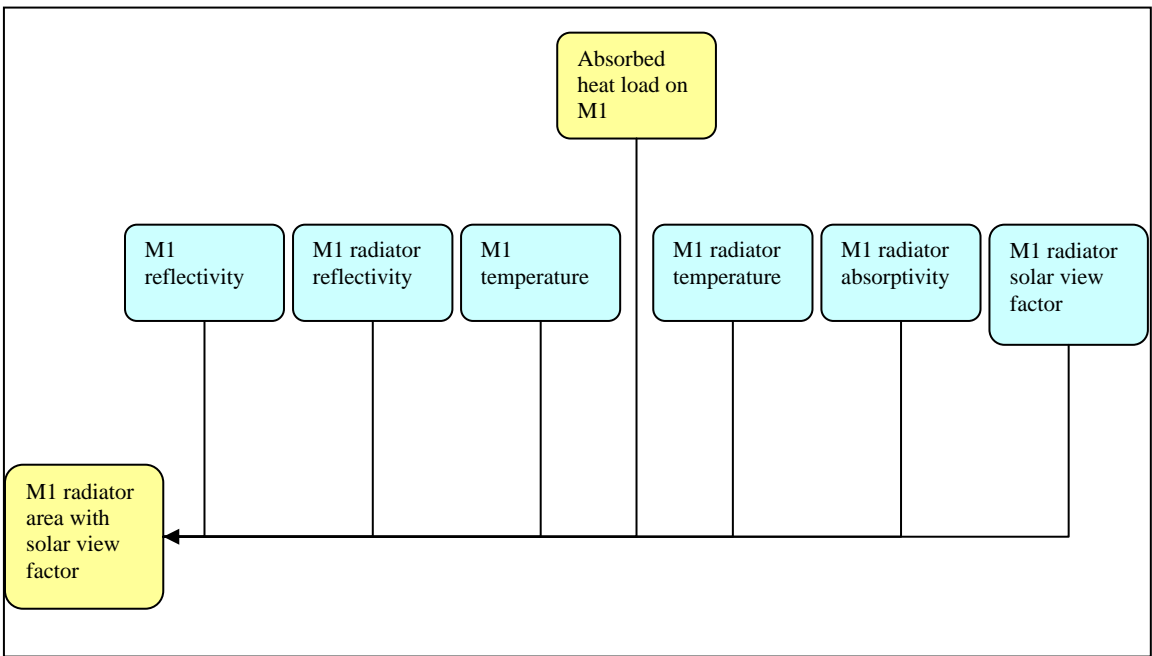 Absorbed
heat load on
M1
M1
reflectivity
M1 radiator
reflectivity
M1
temperature
M1 radiator
temperature
M1 radiator
absorptivity
M1 radiator
solar view
factor
M1 radiator
area with
solar view
factor